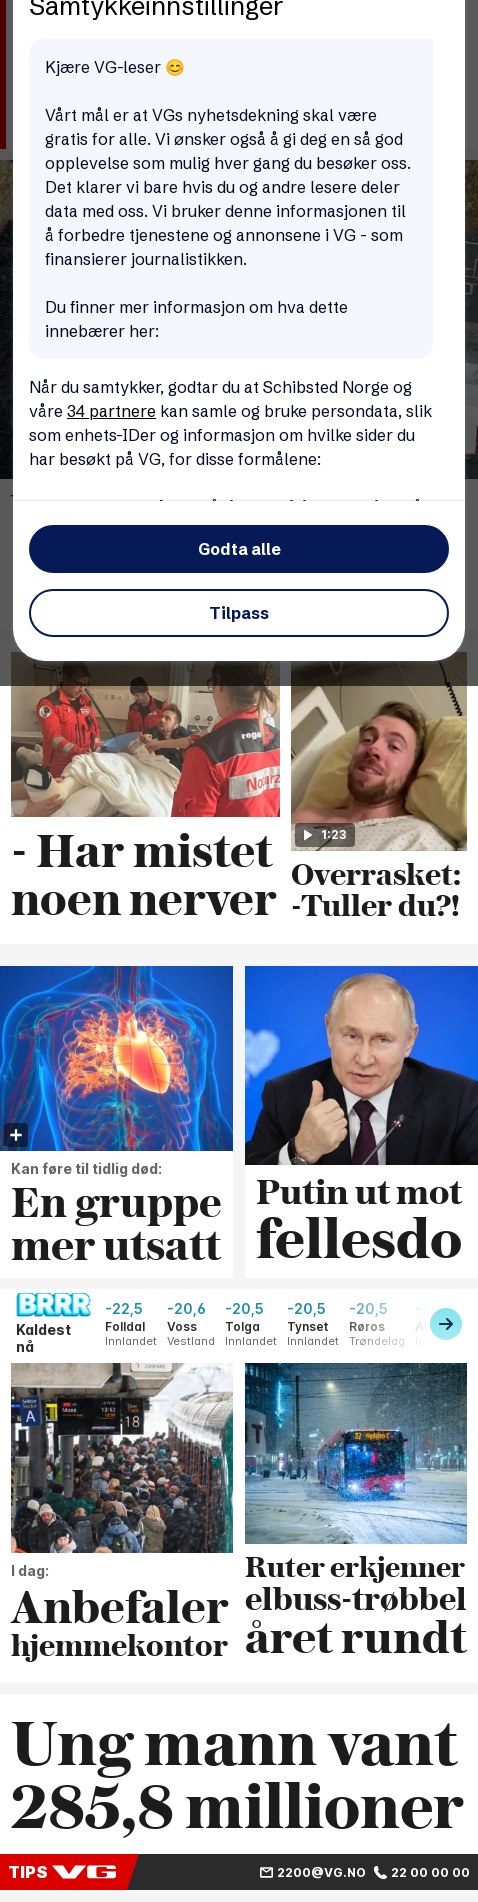 Samtykkeinnstillinger
Kjære VG-leser 😊
Vårt mål er at VGs nyhetsdekning skal være
gratis for alle. Vi ønsker også å gi deg en så god
opplevelse som mulig hver gang du besøker oss.
Det klarer vi bare hvis du og andre lesere deler
data med oss. Vi bruker denne informasjonen til
å forbedre tjenestene og annonsene i VG - som
finansierer journalistikken.
Du finner mer informasjon om hva dette
innebærer her:
Når du samtykker, godtar du at Schibsted Norge og
våre 34 partnere kan samle og bruke persondata, slik
som enhets-IDer og informasjon om hvilke sider du
har besøkt på VG, for disse formålene:
Godta alle
Tilpass
rega
Notarz
1:23
- Har mistet
noen nerver
Overrasket:
-Tuller du?!
Kan føre til tidlig død:
En gruppe
mer utsatt
Putin ut mot
fellesdo
BRRR
Kaldest
nå
-22,5
Folldal
Innlandet
-20,6
Voss
Vestland
-20,5
Tolga
Innlandet
-20,5
Tynset
Innlandet
-20,5
Røros
Trøndelag
A
Moss
18
I dag:
Anbefaler
hjemmekontor
37
Ruter erkjenner
elbuss-trøbbel
året rundt
Ung mann vant
285,8 millioner
TIPS VG
2200@VG.NO
22 00 00 00